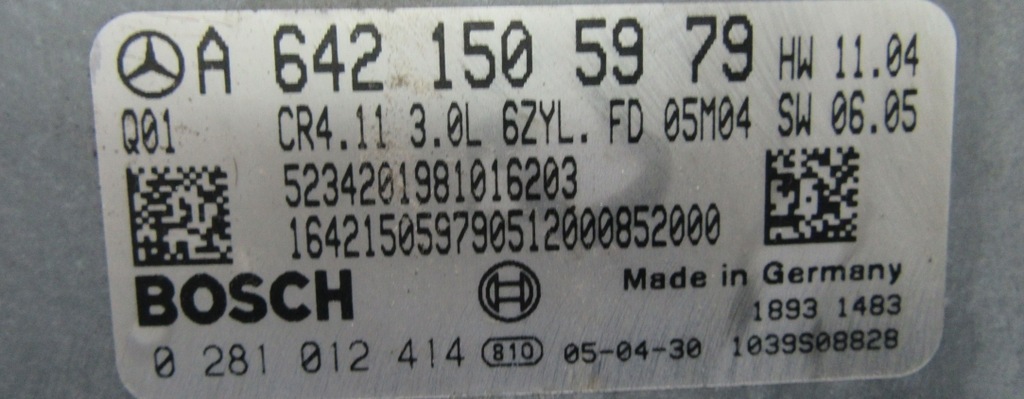 A 642 150 59 79 HW 11.04
Q01 CR4.11 3.0L 6ZYL. FD 05M04 SW 06.05
5234201981016203
164215059790512000852000
BOSCH Made in Germany
1893 1483
0 281 012 414 810 05-04-30 1039S08828